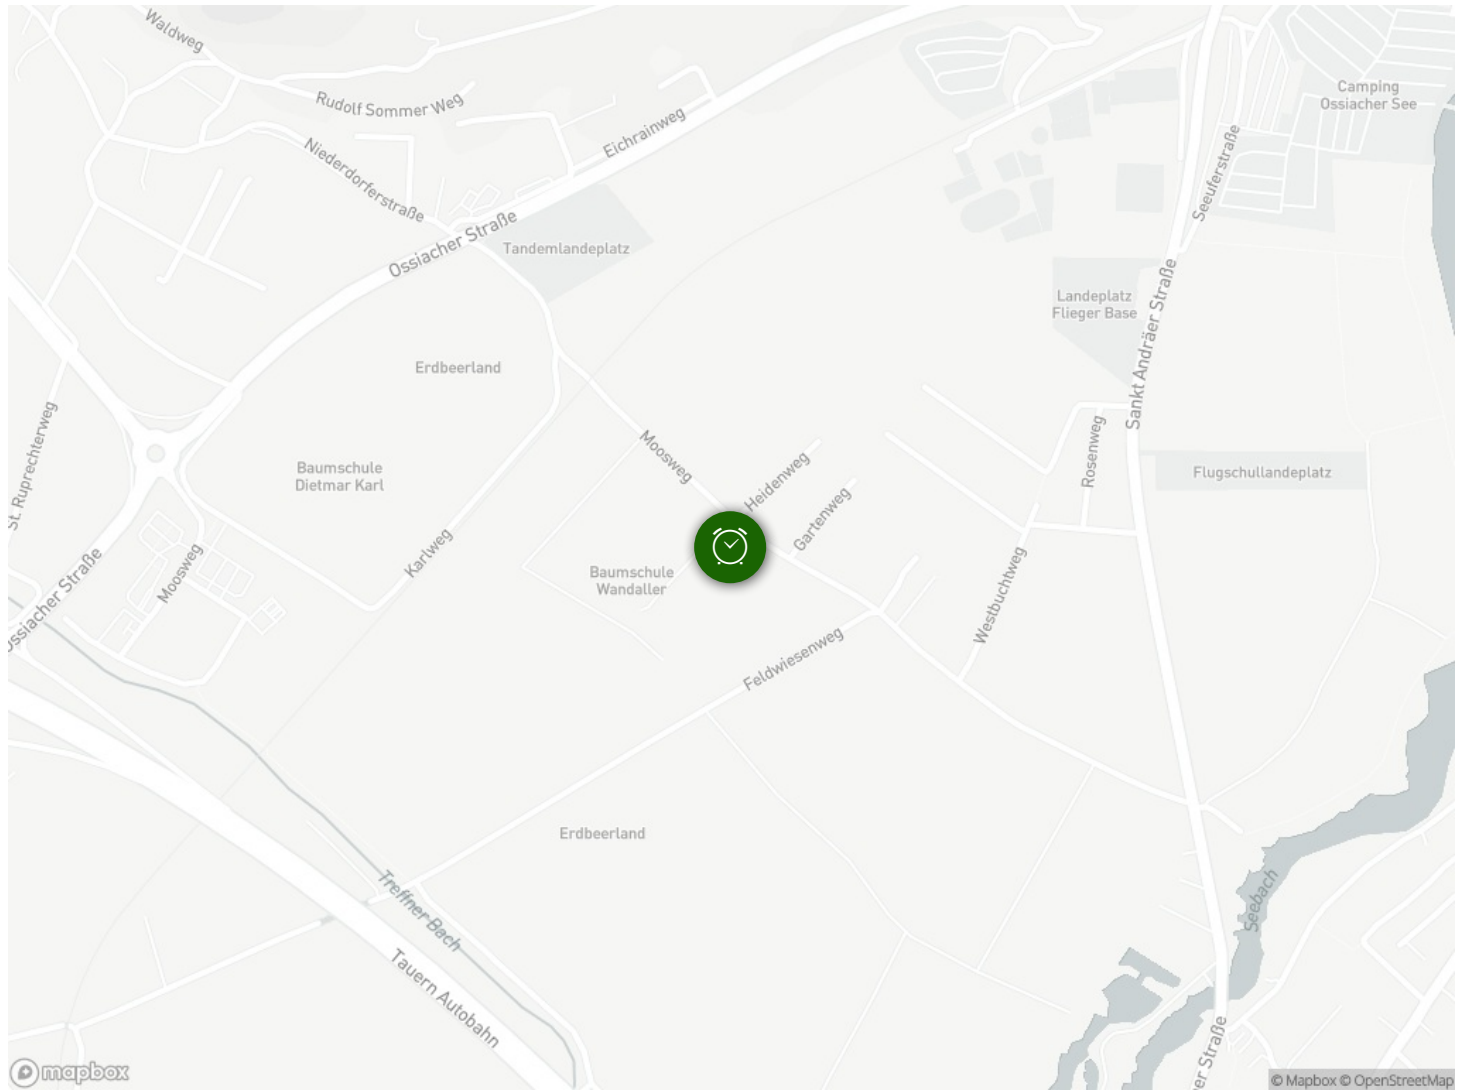 Waldweg
Rudolf Sommer Weg
Niederdorferstraße
Eichrainweg
Camping
Ossiacher See
Seeuferstraße
Ossiacher Straße
Tandemlandeplatz
Landeplatz
Flieger Base
Sankt Andräer Straße
Erdbeerland
St. Ruprechterweg
Baumschule
Dietmar Karl
Moosweg
Heidenweg
Gartenweg
Rosenweg
Flugschullandeplatz
Karlweg
Moosweg
Baumschule
Wandaller
Westbuchtweg
Ossiacher Straße
Feldwiesenweg
Erdbeerland
Treffner Bach
Seebach
Tauern Autobahn
er Straße
mapbox
© Mapbox © OpenStreetMap